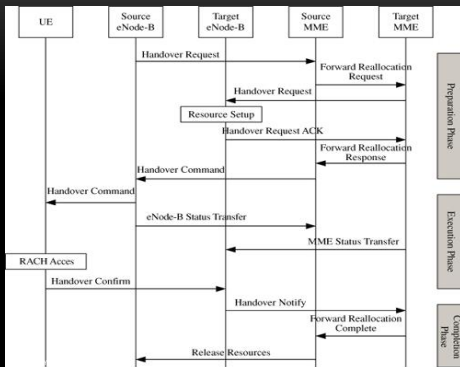 UE
Source
eNode-B
Target
eNode-B
Source
MME
Target
MME
Handover Request
Forward Reallocation
Request
Handover Request
Resource Setup
Handover Request ACK
Forward Reallocation
Response
Handover Command
Handover Command
eNode-B Status Transfer
MME Status Transfer
RACH Acces
Handover Confirm
Handover Notify
Forward Reallocation
Complete
Release Resources
Preparation Phase
Execution Phase
Completion
Phase